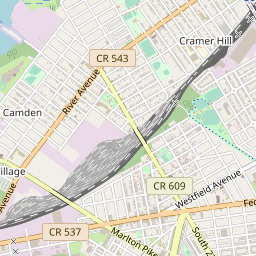 Cramer Hill
CR 543
River Avenue
Camden
Village
Avenue
CR 609
Westfield Avenue
Fed
CR 537
Marlton Pike
South 2